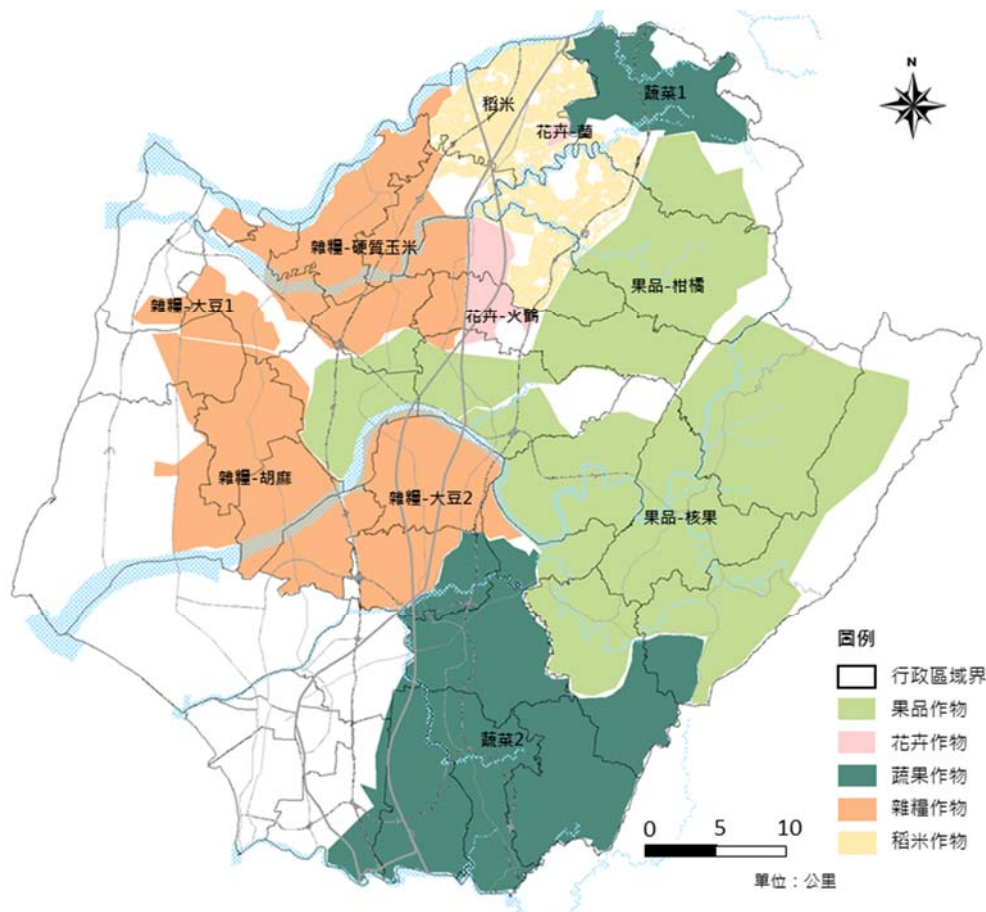 N
稻米
蔬菜1
花卉-蘭
雜糧-硬質玉米
果品-柑橘
雜糧-大豆1
花卉-火鶴
雜糧-胡麻
雜糧-大豆2
果品-核果
蔬菜2
圖例
行政區域界
果品作物
花卉作物
蔬果作物
雜糧作物
稻米作物
0 5 10
單位：公里